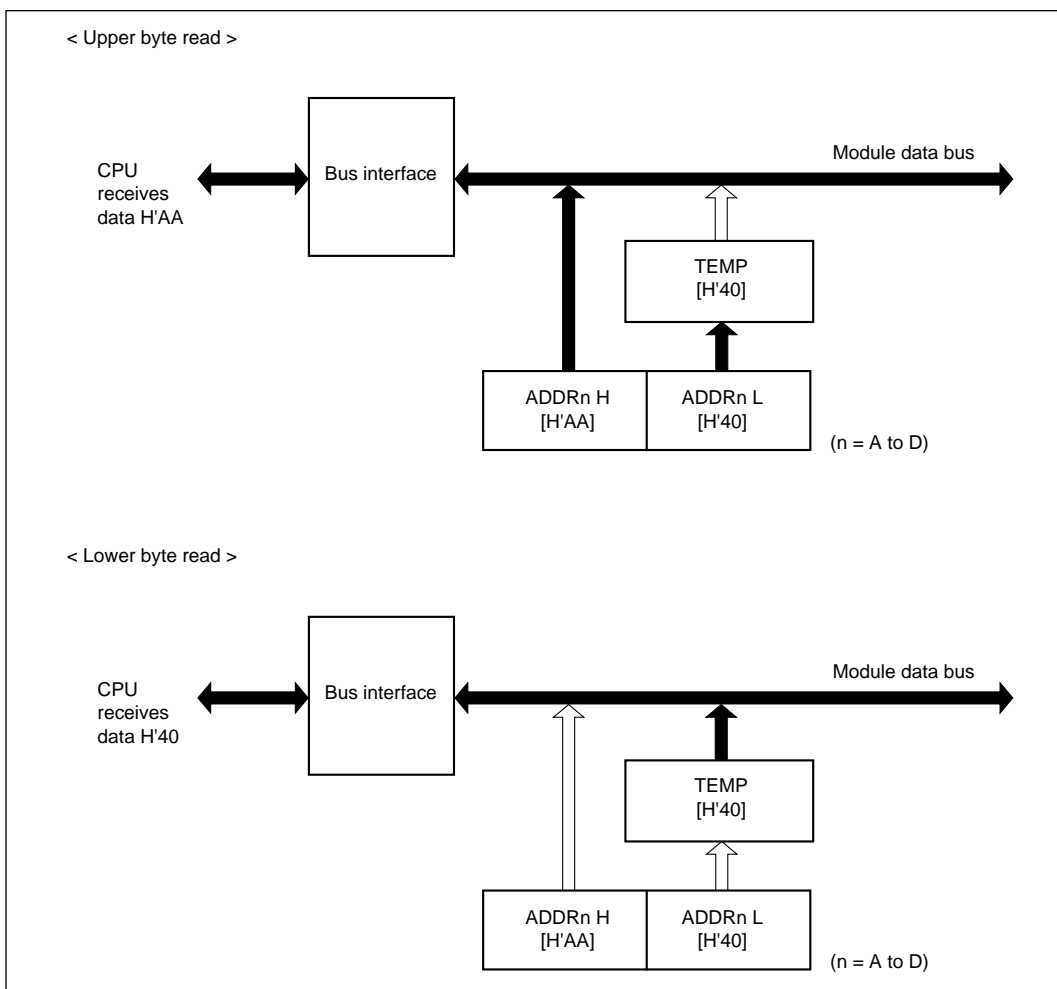 < Upper byte read >
CPU
receives
data H'AA
Bus interface
Module data bus
TEMP
[H'40]
ADDRn H
[H'AA]
ADDRn L
[H'40]
(n = A to D)
< Lower byte read >
CPU
receives
data H'40
Bus interface
Module data bus
TEMP
[H'40]
ADDRn H
[H'AA]
ADDRn L
[H'40]
(n = A to D)